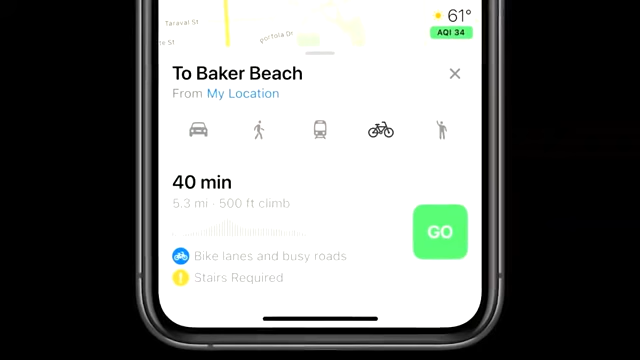 Taraval St
te St
Portola Dr
61°
AQI 34
To Baker Beach
From My Location
40 min
5.3 mi · 500 ft climb
GO
Bike lanes and busy roads
Stairs Required